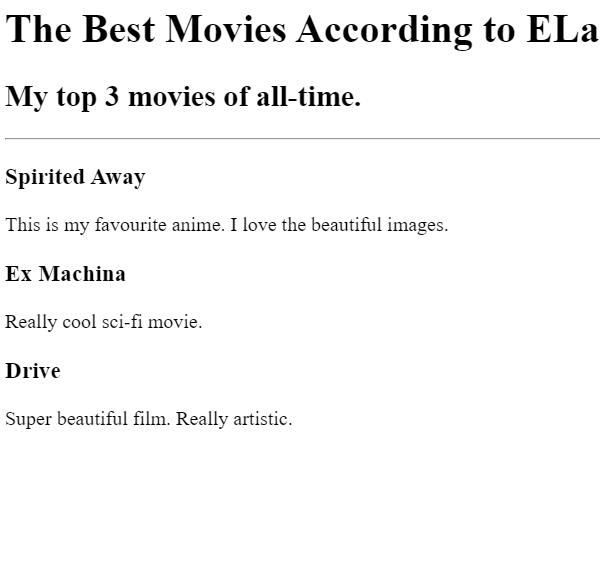 The Best Movies According to ELa
My top 3 movies of all-time.
Spirited Away
This is my favourite anime. I love the beautiful images.
Ex Machina
Really cool sci-fi movie.
Drive
Super beautiful film. Really artistic.